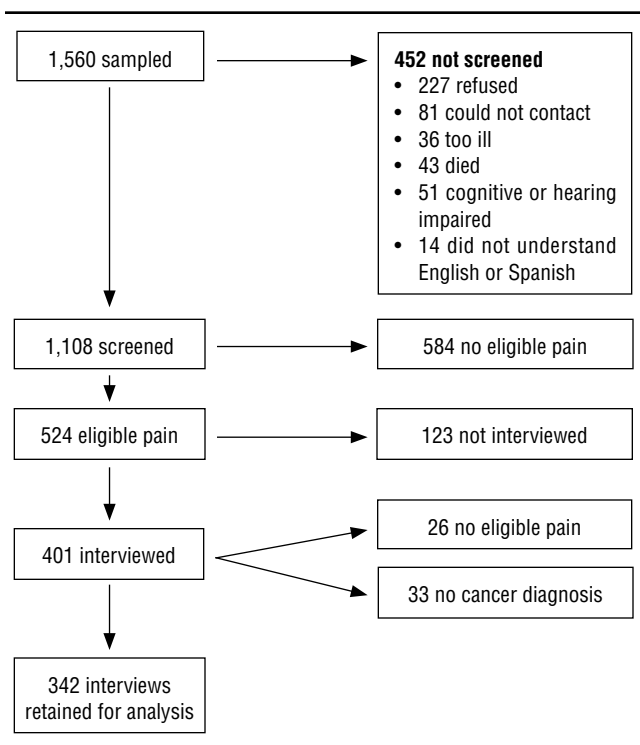 1,560 sampled
452 not screened
• 227 refused
• 81 could not contact
• 36 too ill
• 43 died
• 51 cognitive or hearing
impaired
• 14 did not understand
English or Spanish
1,108 screened
584 no eligible pain
524 eligible pain
123 not interviewed
401 interviewed
26 no eligible pain
33 no cancer diagnosis
342 interviews
retained for analysis